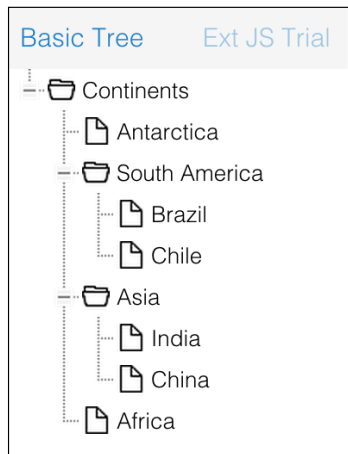 Basic Tree Ext JS Trial
Continents
Antarctica
South America
Brazil
Chile
Asia
India
China
Africa